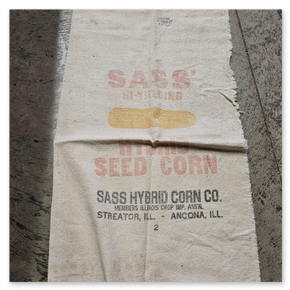 SASS'
HI-YIELDING
HYBRID
SEED CORN
SASS HYBRID CORN CO.
MEMBERS ILLINOIS CROP IMP. ASS'N.
STREATOR, ILL. - ANCONA, ILL.
2